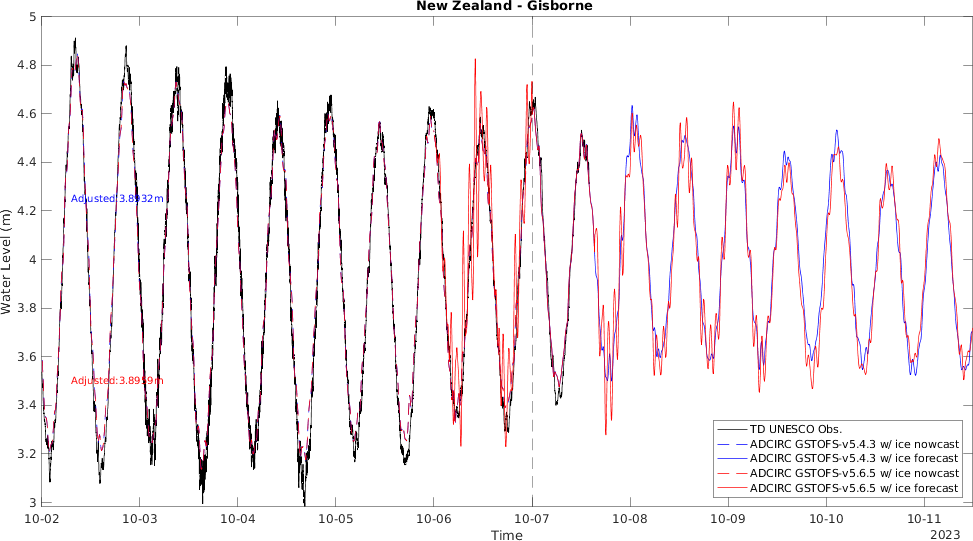 New Zealand - Gisborne
Water Level (m)
5
4.8
4.6
4.4
4.2
4
3.8
3.6
3.4
3.2
3
Adjusted:3.8932m
Adjusted:3.8959m
TD UNESCO Obs.
ADCIRC GSTOFS-v5.4.3 w/ ice nowcast
ADCIRC GSTOFS-v5.4.3 w/ ice forecast
ADCIRC GSTOFS-v5.6.5 w/ ice nowcast
ADCIRC GSTOFS-v5.6.5 w/ ice forecast
10-02 10-03 10-04 10-05 10-06 10-07 10-08 10-09 10-10 10-11
Time
2023